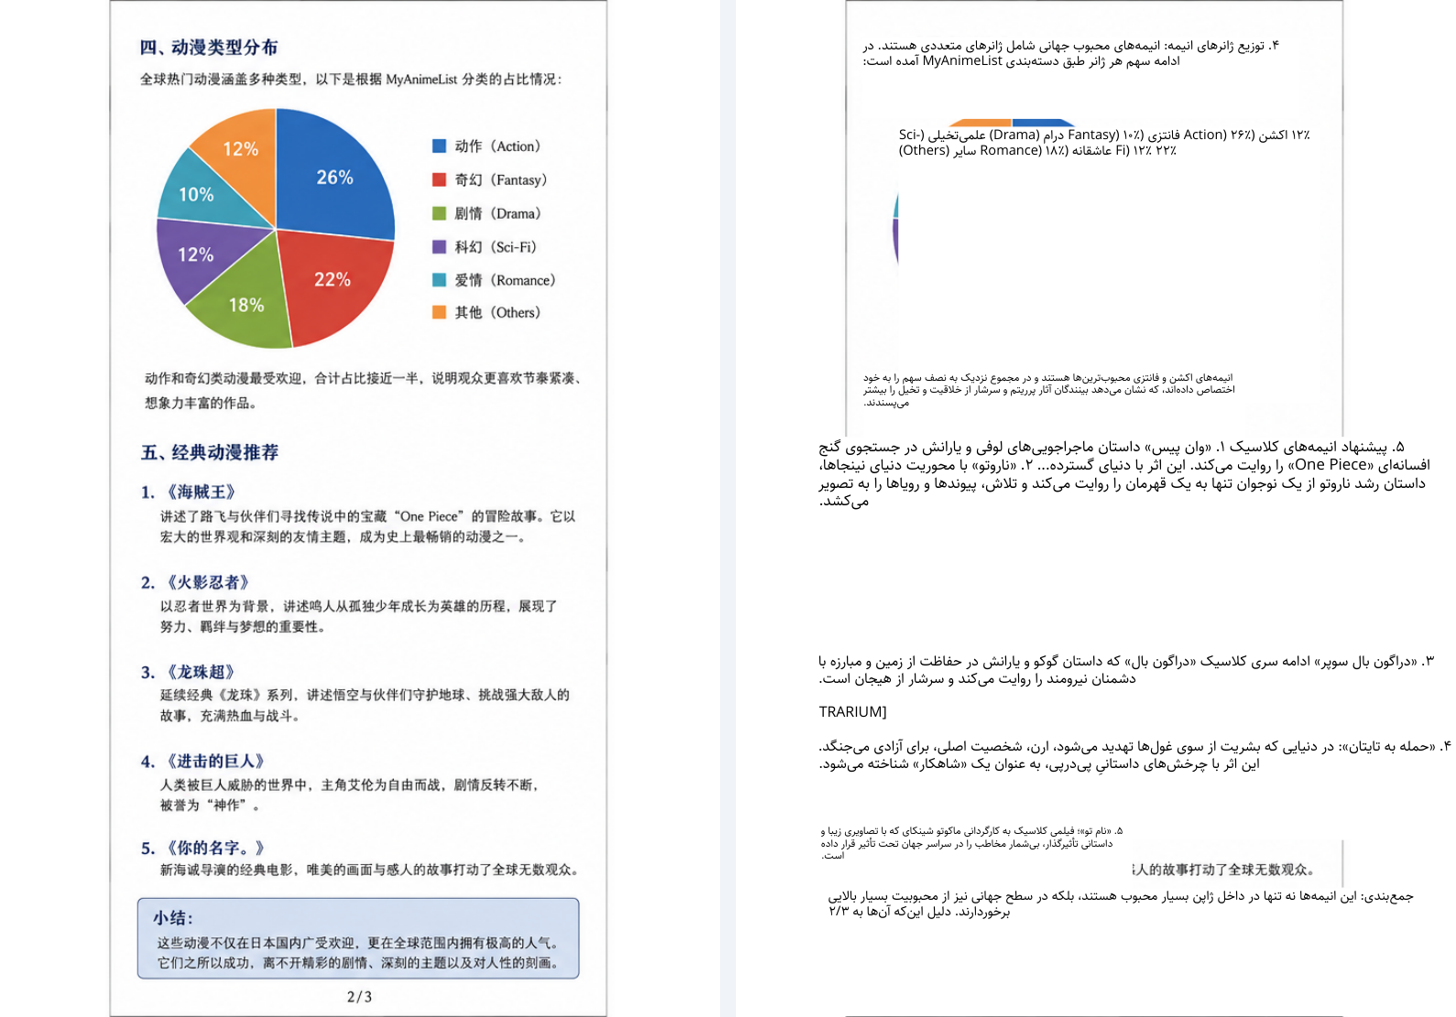 四、动漫类型分布
全球热门动漫涵盖多种类型，以下是根据 MyAnimeList 分类的占比情况：
12%
26%
10%
12%
22%
18%
动作（Action）
奇幻（Fantasy）
剧情（Drama）
科幻（Sci-Fi）
爱情（Romance）
其他（Others）
动作和奇幻类动漫最受欢迎，合计占比接近一半，说明观众更喜欢节奏紧凑、
想象力丰富的作品。
五、经典动漫推荐
1. 《海贼王》
讲述了路飞与伙伴们寻找传说中的宝藏“One Piece”的冒险故事。它以
宏大的世界观和深刻的友情主题，成为史上最畅销的动漫之一。
2. 《火影忍者》
以忍者世界为背景，讲述鸣人从孤独少年成长为英雄的历程，展现了
努力、羁绊与梦想的重要性。
3. 《龙珠超》
延续经典《龙珠》系列，讲述悟空与伙伴们守护地球、挑战强大敌人的
故事，充满热血与战斗。
4. 《进击的巨人》
人类被巨人威胁的世界中，主角艾伦为自由而战，剧情反转不断，
被誉为“神作”。
5. 《你的名字。》
新海诚导演的经典电影，唯美的画面与感人的故事打动了全球无数观众。
小结：
这些动漫不仅在日本国内广受欢迎，更在全球范围内拥有极高的人气。
它们之所以成功，离不开精彩的剧情、深刻的主题以及对人性的刻画。
2/3
۴. توزیع ژانرهای انیمه: انیمه‌های محبوب جهانی شامل ژانرهای متعددی هستند. در
ادامه سهم هر ژانر طبق دسته‌بندی MyAnimeList آمده است:
۱۲٪ اکشن (Action) ۲۶٪ فانتزی (Fantasy) ۱۰٪ درام (Drama) علمی‌تخیلی (Sci-
Fi) ۱۲٪ ۲۲٪ عاشقانه (Romance) ۱۸٪ سایر (Others)
انیمه‌های اکشن و فانتزی محبوب‌ترین‌ها هستند و در مجموع نزدیک به نصف سهم را به خود
اختصاص داده‌اند، که نشان می‌دهد بینندگان آثار پرریتم و سرشار از خلاقیت و تخیل را بیشتر
می‌پسندند.
۵. پیشنهاد انیمه‌های کلاسیک ۱. «وان پیس» داستان ماجراجویی‌های لوفی و یارانش در جستجوی گنج
افسانه‌ای «One Piece» را روایت می‌کند. این اثر با دنیای گسترده... ۲. «ناروتو» با محوریت دنیای نینجاها،
داستان رشد ناروتو از یک نوجوان تنها به یک قهرمان را روایت می‌کند و تلاش، پیوندها و رویاها را به تصویر
می‌کشد.
۳. «دراگون بال سوپر» ادامه سری کلاسیک «دراگون بال» که داستان گوکو و یارانش در حفاظت از زمین و مبارزه با
دشمنان نیرومند را روایت می‌کند و سرشار از هیجان است.
TRARIUM]
۴. «حمله به تایتان»: در دنیایی که بشریت از سوی غول‌ها تهدید می‌شود، ارن، شخصیت اصلی، برای آزادی می‌جنگد.
این اثر با چرخش‌های داستانیِ پی‌درپی، به عنوان یک «شاهکار» شناخته می‌شود.
۵. «نام تو»؛ فیلمی کلاسیک به کارگردانی ماکوتو شینکای که با تصاویری زیبا و
داستانی تأثیرگذار، بی‌شمار مخاطب را در سراسر جهان تحت تأثیر قرار داده
است.
人的故事打动了全球无数观众。
جمع‌بندی: این انیمه‌ها نه تنها در داخل ژاپن بسیار محبوب هستند، بلکه در سطح جهانی نیز از محبوبیت بسیار بالایی
برخوردارند. دلیل این‌که آن‌ها به ۲/۳